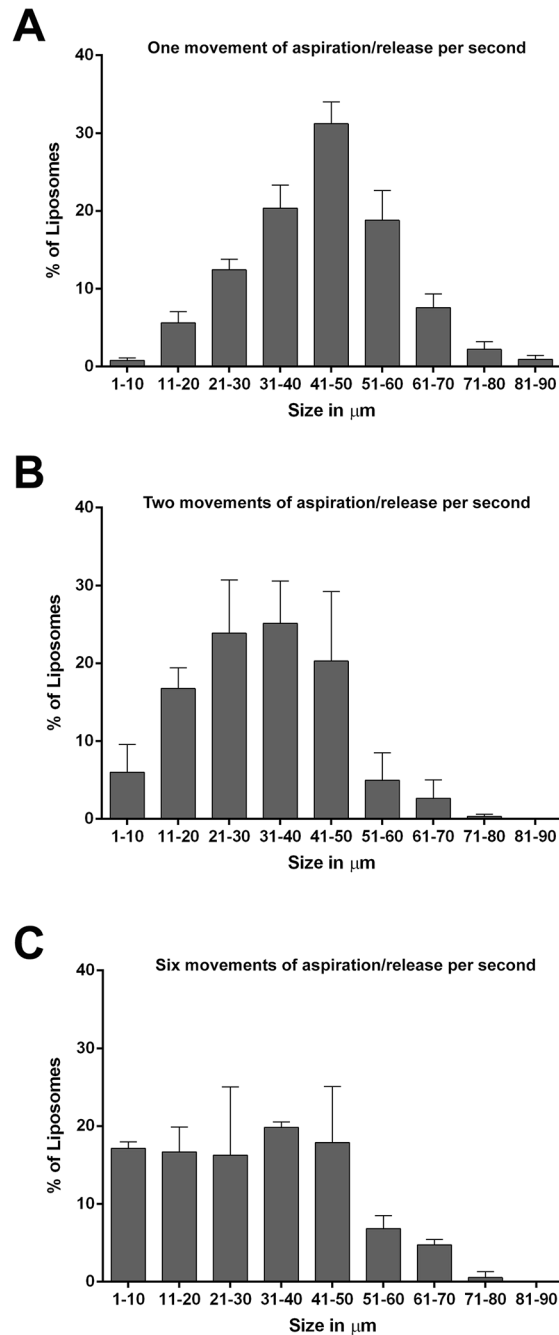 A
One movement of aspiration/release per second
40
30
20
10
0
% of Liposomes
1-10 11-20 21-30 31-40 41-50 51-60 61-70 71-80 81-90
Size in μm
B
Two movements of aspiration/release per second
40
30
20
10
0
% of Liposomes
1-10 11-20 21-30 31-40 41-50 51-60 61-70 71-80 81-90
Size in μm
C
Six movements of aspiration/release per second
40
30
20
10
0
% of Liposomes
1-10 11-20 21-30 31-40 41-50 51-60 61-70 71-80 81-90
Size in μm